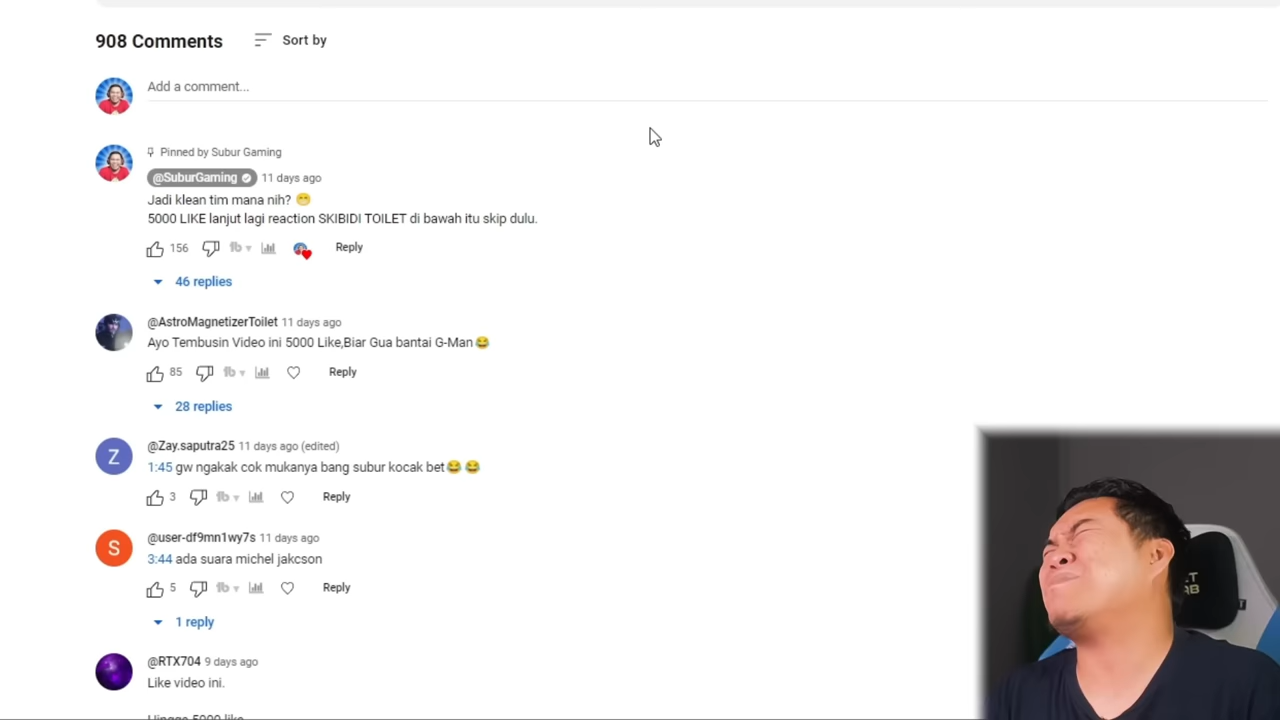 908 Comments
Sort by
Add a comment...
Pinned by Subur Gaming
@SuburGaming 11 days ago
Jadi klean tim mana nih? 😁
5000 LIKE lanjut lagi reaction SKIBIDI TOILET di bawah itu skip dulu.
156 Reply
46 replies
@AstroMagnetizerToilet 11 days ago
Ayo Tembusin Video ini 5000 Like,Biar Gua bantai G-Man😂
85 Reply
28 replies
Z
@Zay.saputra25 11 days ago (edited)
1:45 gw ngakak cok mukanya bang subur kocak bet😂😂
3 Reply
S
@user-df9mn1wy7s 11 days ago
3:44 ada suara michel jakcson
5 Reply
1 reply
@RTX704 9 days ago
Like video ini.
Hingga 5000 like